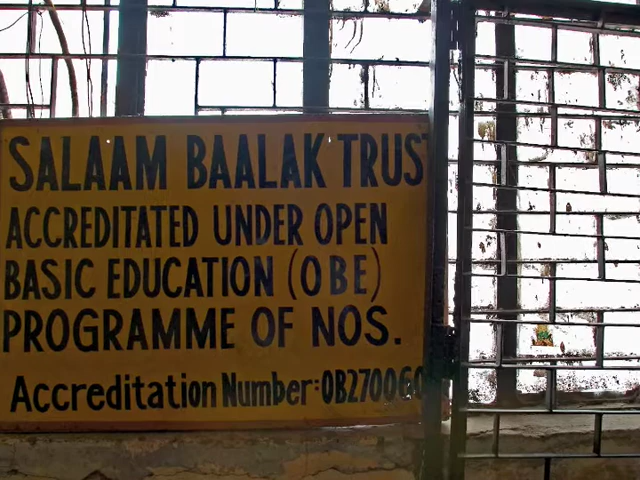 SALAAM BAALAK TRUST
ACCREDITATED UNDER OPEN
BASIC EDUCATION (OBE)
PROGRAMME OF NOS.
Accreditation Number:OB270060